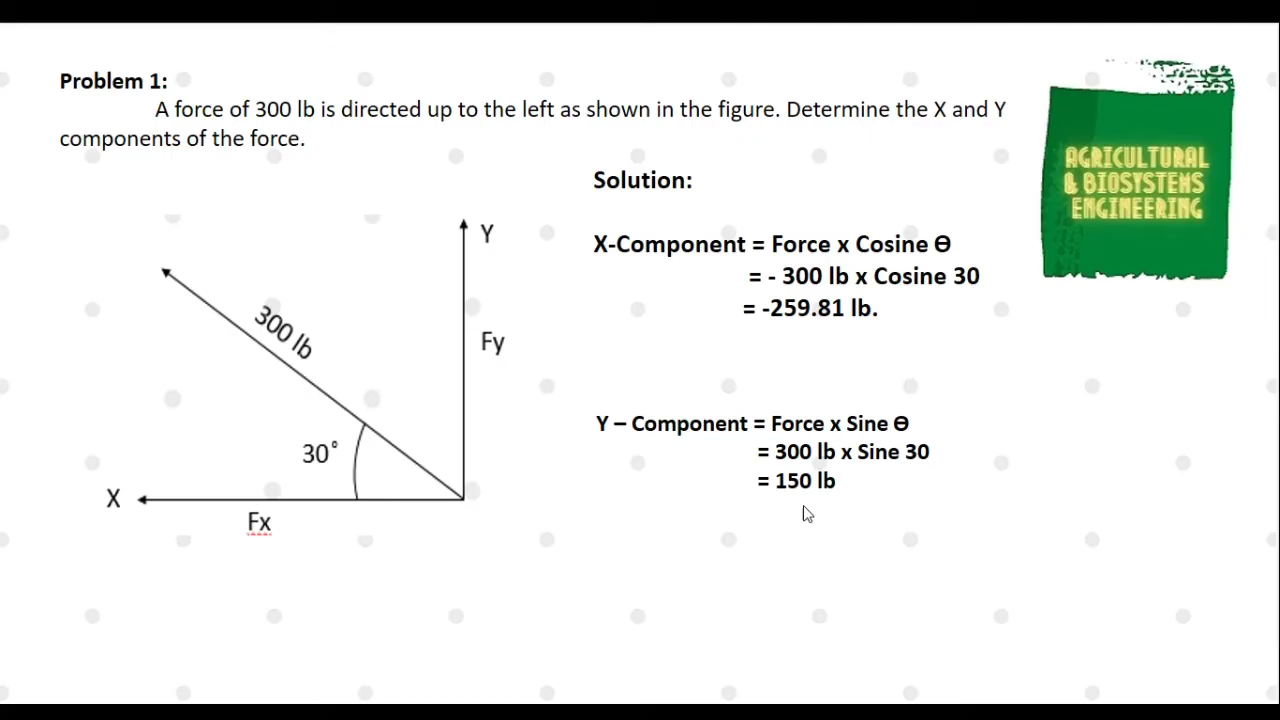 Problem 1:
A force of 300 lb is directed up to the left as shown in the figure. Determine the X and Y
components of the force.
AGRICULTURAL
& BIOSYSTEMS
ENGINEERING
Solution:
X-Component = Force x Cosine Ɵ
= - 300 lb x Cosine 30
= -259.81 lb.
Y – Component = Force x Sine Ɵ
= 300 lb x Sine 30
= 150 lb
Y
300 lb
Fy
30°
X
Fx